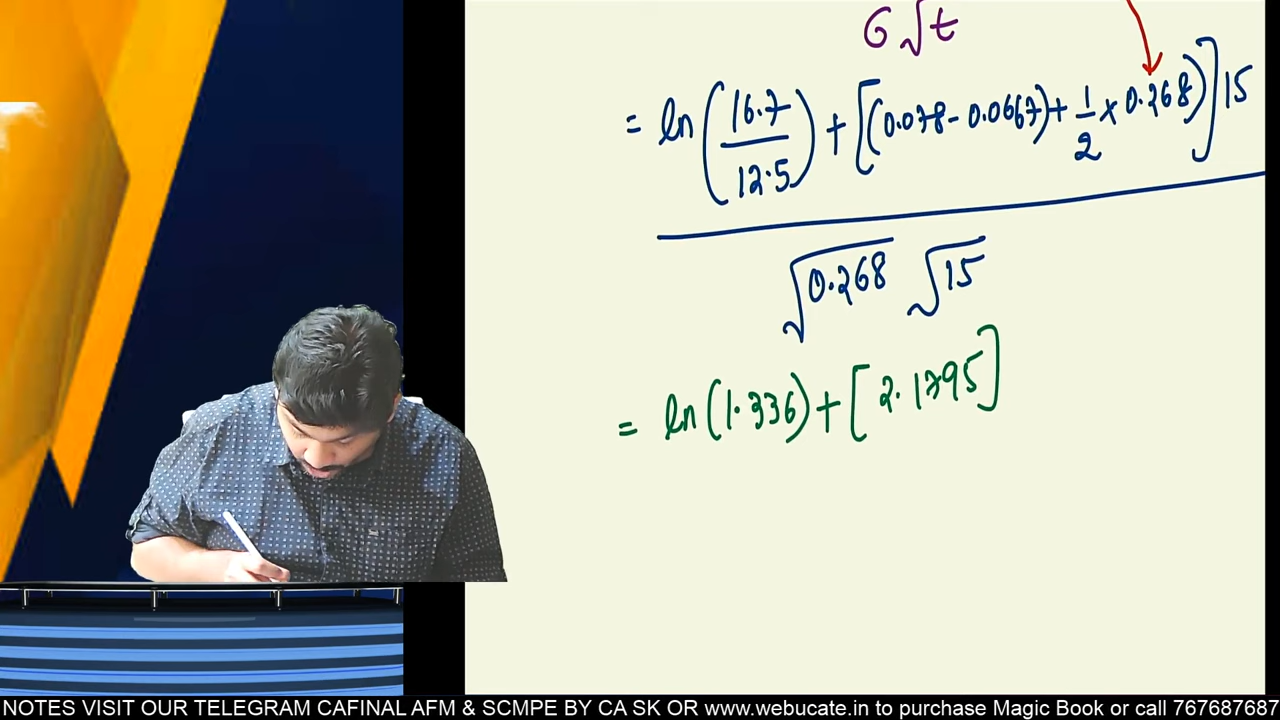 σ√t
= ln(16.7/12.5) + [(0.078 - 0.0667) + 1/2 × 0.268)] 15
√0.268 √15
= ln(1.336) + [2.1795]
NOTES VISIT OUR TELEGRAM CAFINAL AFM & SCMPE BY CA SK OR www.webucate.in to purchase Magic Book or call 767687687